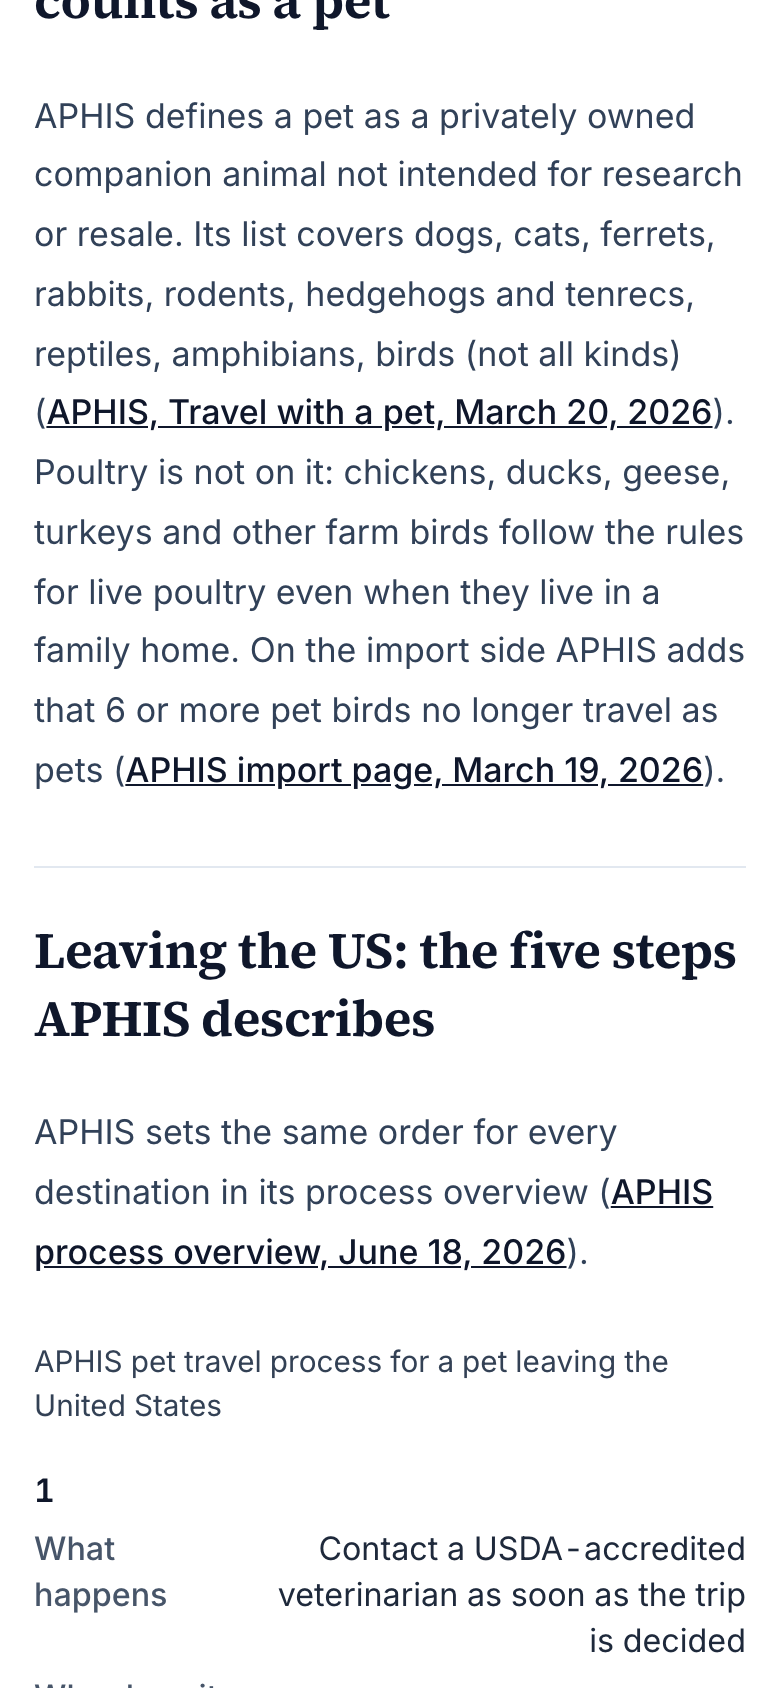 counts as a pet
APHIS defines a pet as a privately owned
companion animal not intended for research
or resale. Its list covers dogs, cats, ferrets,
rabbits, rodents, hedgehogs and tenrecs,
reptiles, amphibians, birds (not all kinds)
(APHIS, Travel with a pet, March 20, 2026).
Poultry is not on it: chickens, ducks, geese,
turkeys and other farm birds follow the rules
for live poultry even when they live in a
family home. On the import side APHIS adds
that 6 or more pet birds no longer travel as
pets (APHIS import page, March 19, 2026).
Leaving the US: the five steps
APHIS describes
APHIS sets the same order for every
destination in its process overview (APHIS
process overview, June 18, 2026).
APHIS pet travel process for a pet leaving the
United States
1
What happens
Contact a USDA-accredited
veterinarian as soon as the trip
is decided